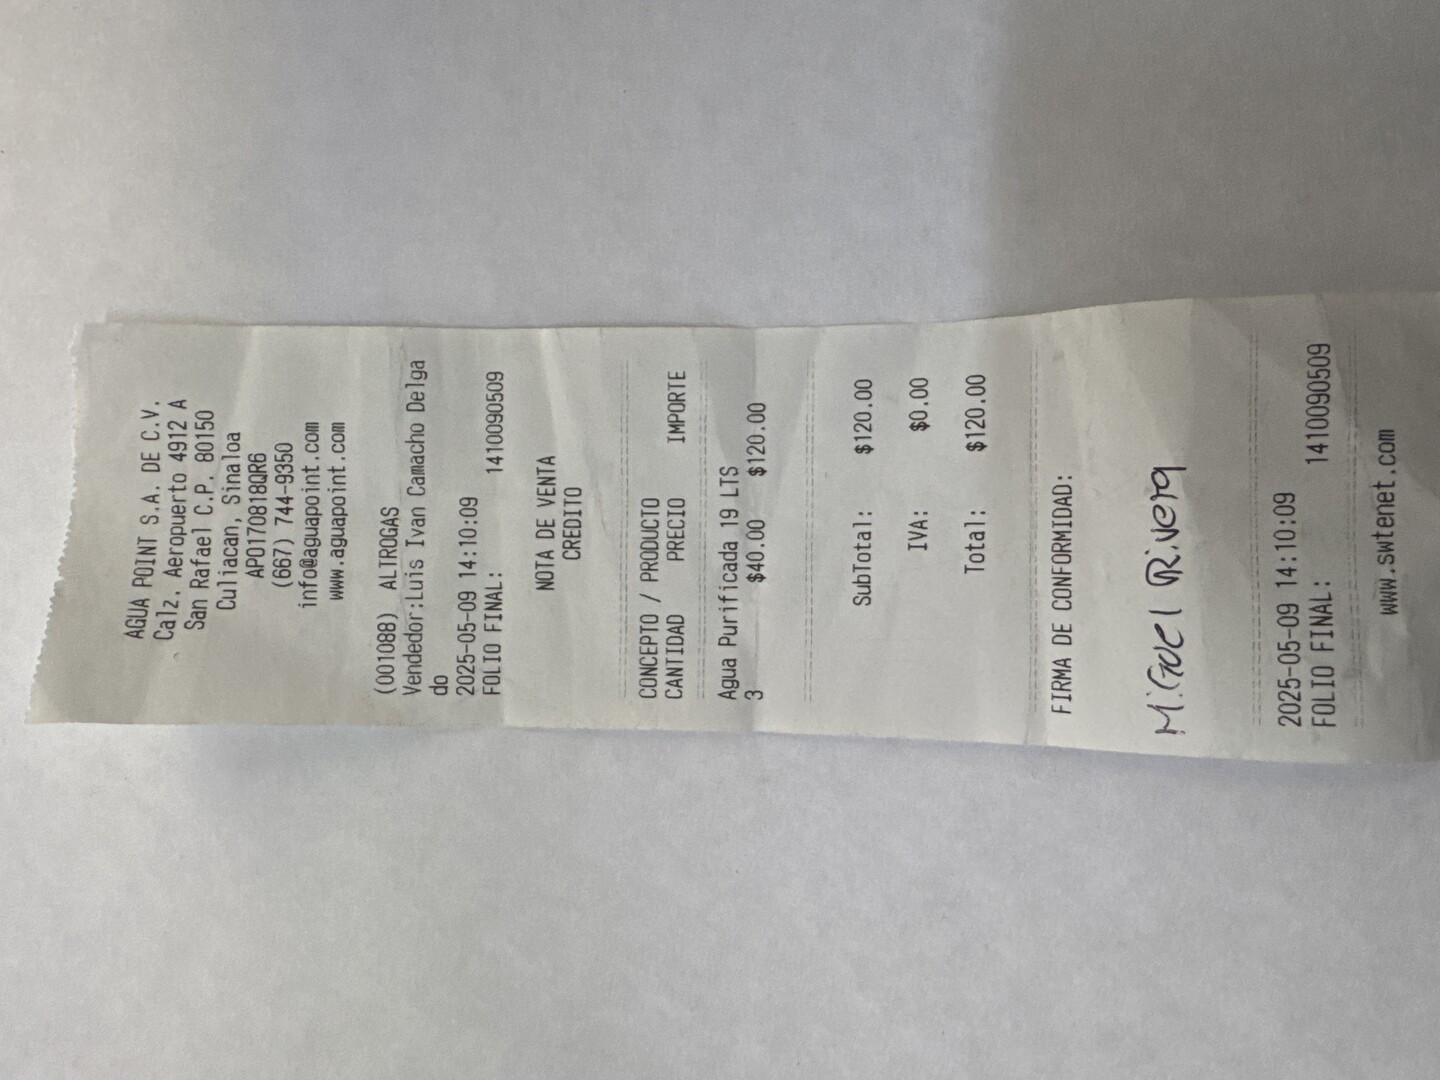 AGUA POINT S.A. DE C.V.
Calz. Aeropuerto 4912 A
San Rafael C.P. 80150
Culiacan, Sinaloa
APO170818QR6
(667) 744-9350
info@aguapoint.com
www.aguapoint.com
(001088) ALTROGAS
Vendedor:Luis Ivan Camacho Delga
do
2025-05-09 14:10:09
FOLIO FINAL: 1410090509
NOTA DE VENTA
CREDITO
CONCEPTO / PRODUCTO
CANTIDAD PRECIO IMPORTE
Agua Purificada 19 LTS
3 $40.00 $120.00
SubTotal: $120.00
IVA: $0.00
Total: $120.00
FIRMA DE CONFORMIDAD:
Miguel Rivera
2025-05-09 14:10:09
FOLIO FINAL: 1410090509
www.swtenet.com